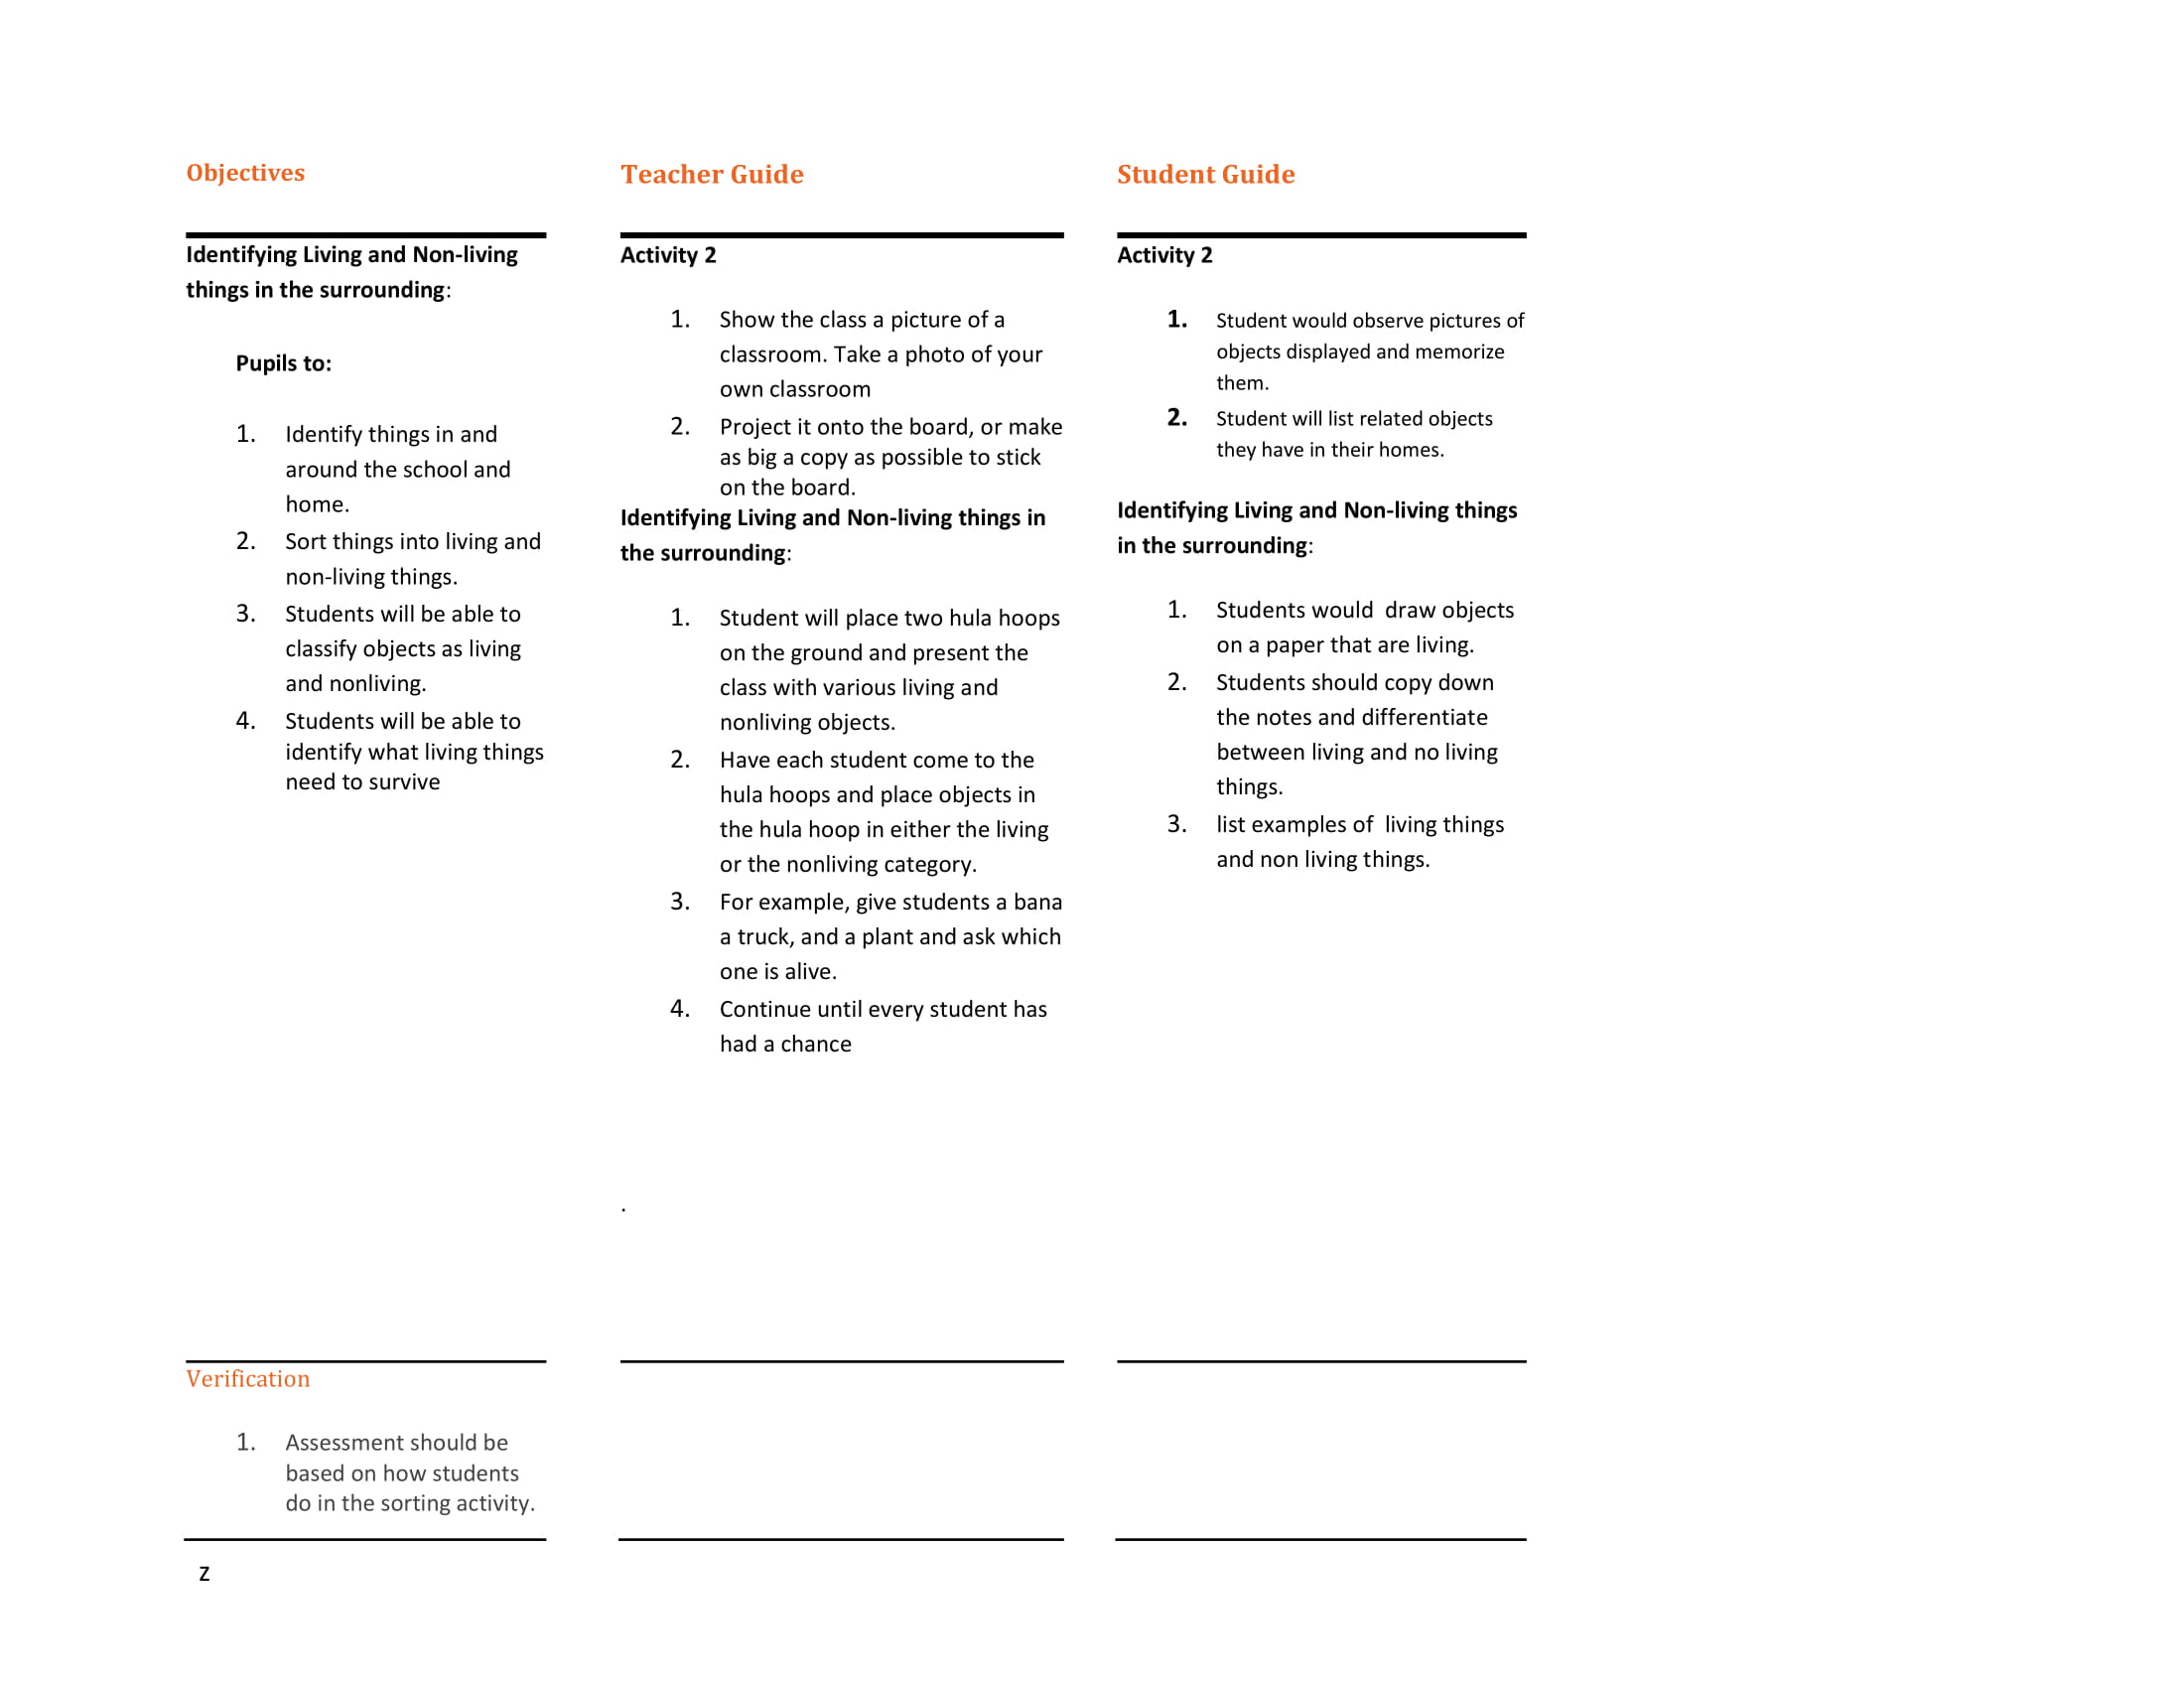 Objectives
Identifying Living and Non-living
things in the surrounding:
Pupils to:
1. Identify things in and
around the school and
home.
2. Sort things into living and
non-living things.
3. Students will be able to
classify objects as living
and nonliving.
4. Students will be able to
identify what living things
need to survive
Teacher Guide
Activity 2
1. Show the class a picture of a
classroom. Take a photo of your
own classroom
2. Project it onto the board, or make
as big a copy as possible to stick
on the board.
Identifying Living and Non-living things in
the surrounding:
1. Student will place two hula hoops
on the ground and present the
class with various living and
nonliving objects.
2. Have each student come to the
hula hoops and place objects in
the hula hoop in either the living
or the nonliving category.
3. For example, give students a bana
a truck, and a plant and ask which
one is alive.
4. Continue until every student has
had a chance
.
Student Guide
Activity 2
1. Student would observe pictures of
objects displayed and memorize
them.
2. Student will list related objects
they have in their homes.
Identifying Living and Non-living things
in the surrounding:
1. Students would  draw objects
on a paper that are living.
2. Students should copy down
the notes and differentiate
between living and no living
things.
3. list examples of  living things
and non living things.
Verification
1. Assessment should be
based on how students
do in the sorting activity.
Z